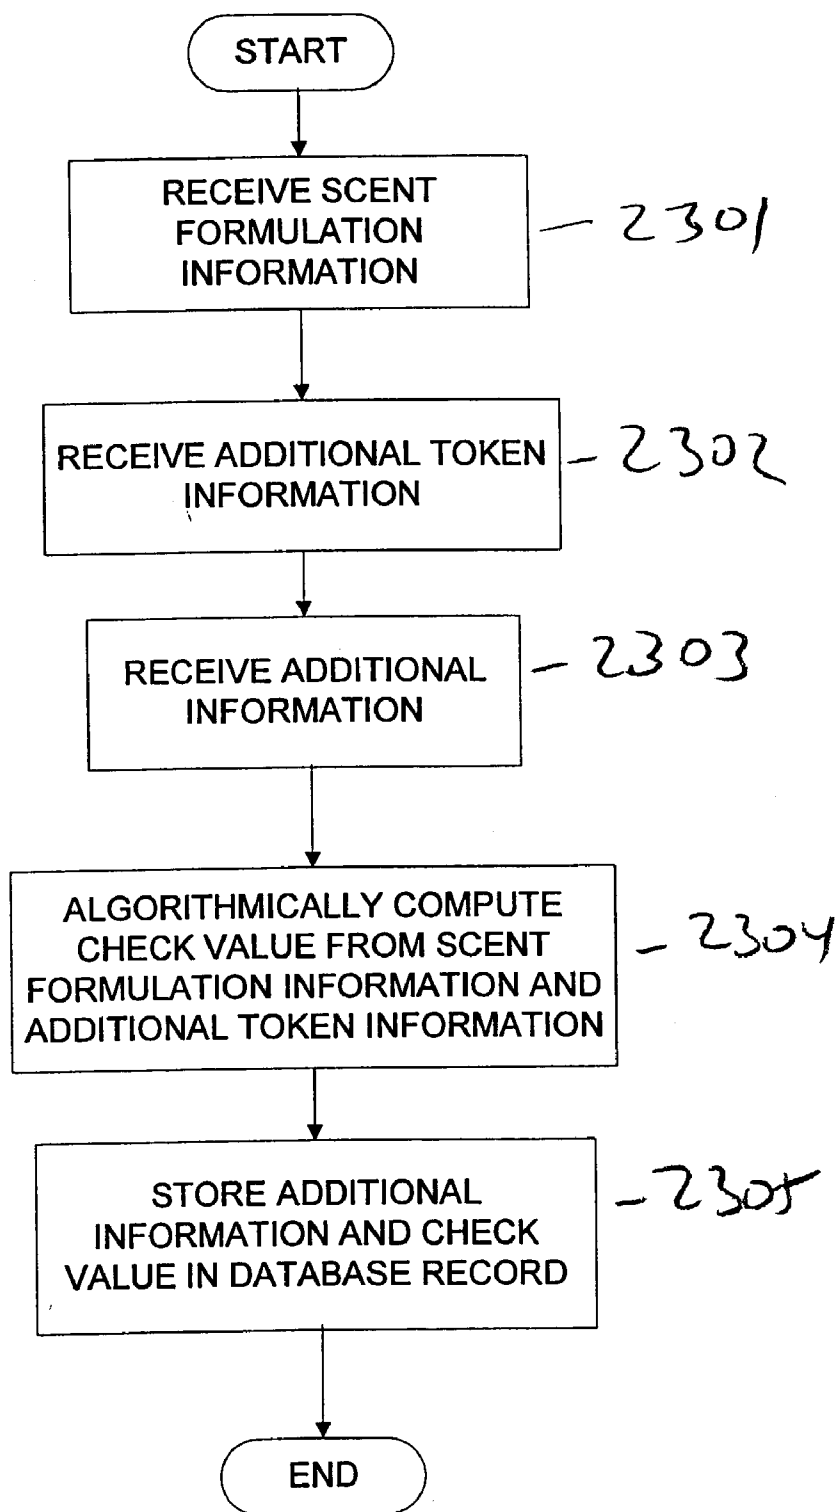 START
RECEIVE SCENT
FORMULATION
INFORMATION
2301
RECEIVE ADDITIONAL TOKEN
INFORMATION
2302
RECEIVE ADDITIONAL
INFORMATION
2303
ALGORITHMICALLY COMPUTE
CHECK VALUE FROM SCENT
FORMULATION INFORMATION AND
ADDITIONAL TOKEN INFORMATION
2304
STORE ADDITIONAL
INFORMATION AND CHECK
VALUE IN DATABASE RECORD
2305
END